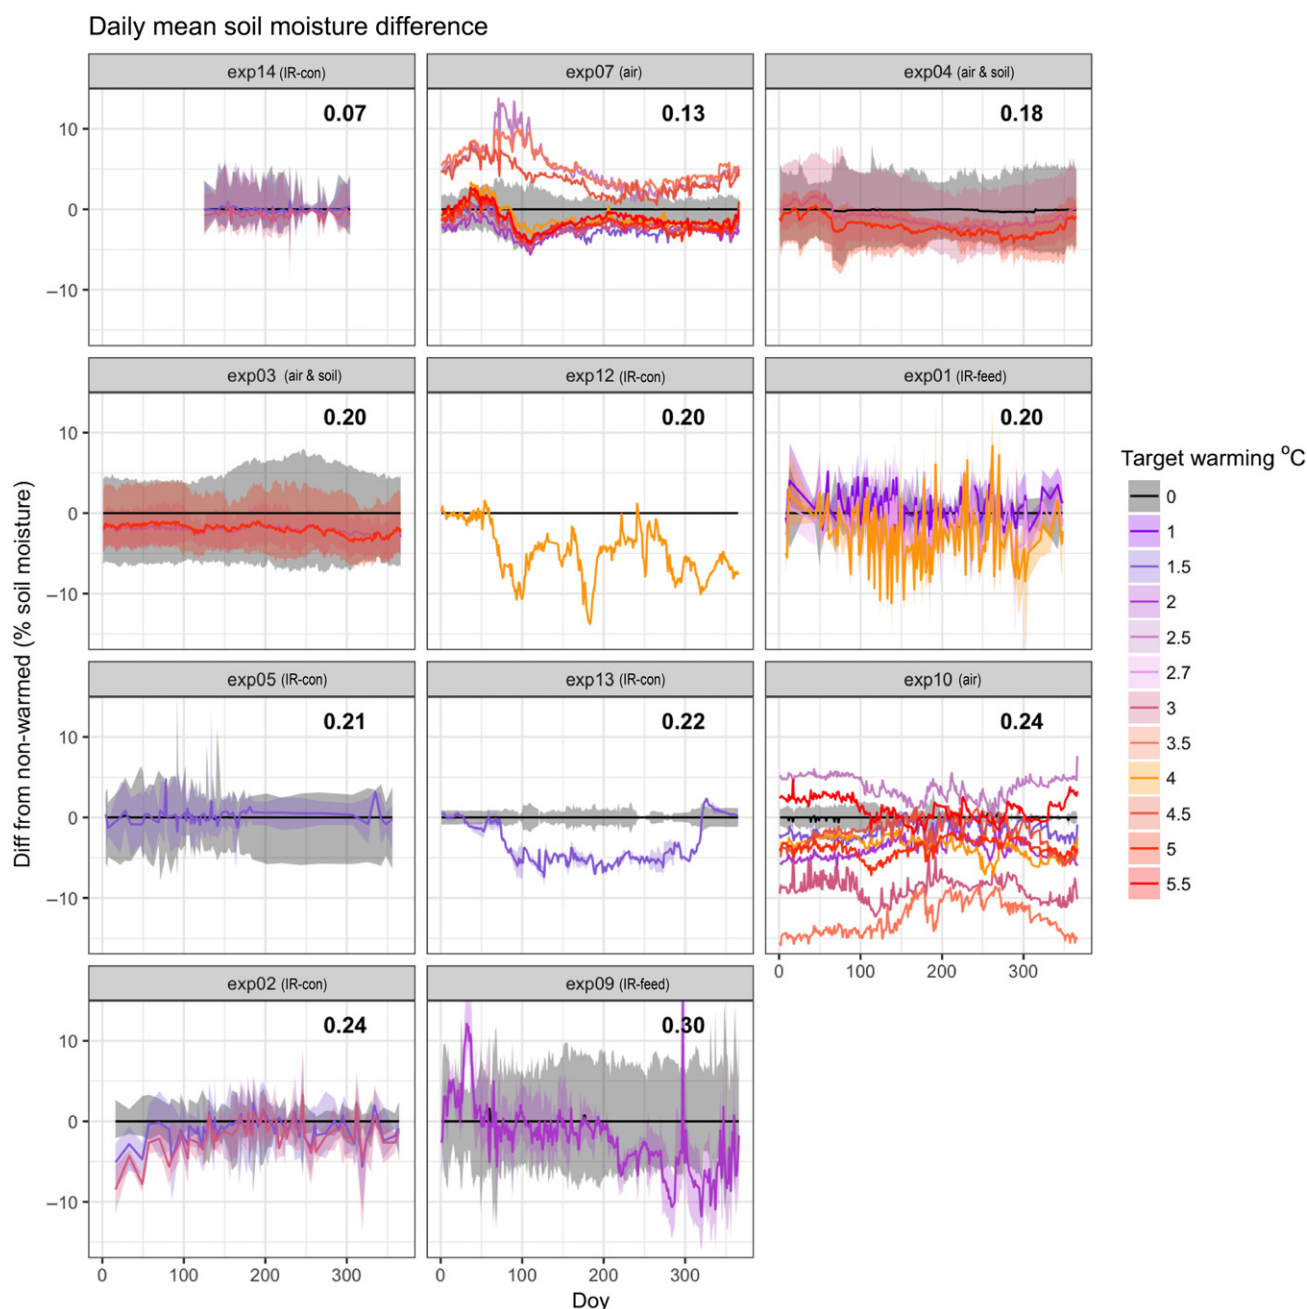 Daily mean soil moisture difference
exp14 (IR-con)
exp07 (air)
exp04 (air & soil)
0.07
0.13
0.18
10
0
−10
exp03 (air & soil)
exp12 (IR-con)
exp01 (IR-feed)
0.20
0.20
0.20
10
0
−10
Diff from non-warmed (% soil moisture)
exp05 (IR-con)
exp13 (IR-con)
exp10 (air)
0.21
0.22
0.24
10
0
−10
0 100 200 300
exp02 (IR-con)
exp09 (IR-feed)
0.24
0.30
10
0
−10
0 100 200 300
0 100 200 300
Doy
Target warming °C
0
1
1.5
2
2.5
2.7
3
3.5
4
4.5
5
5.5